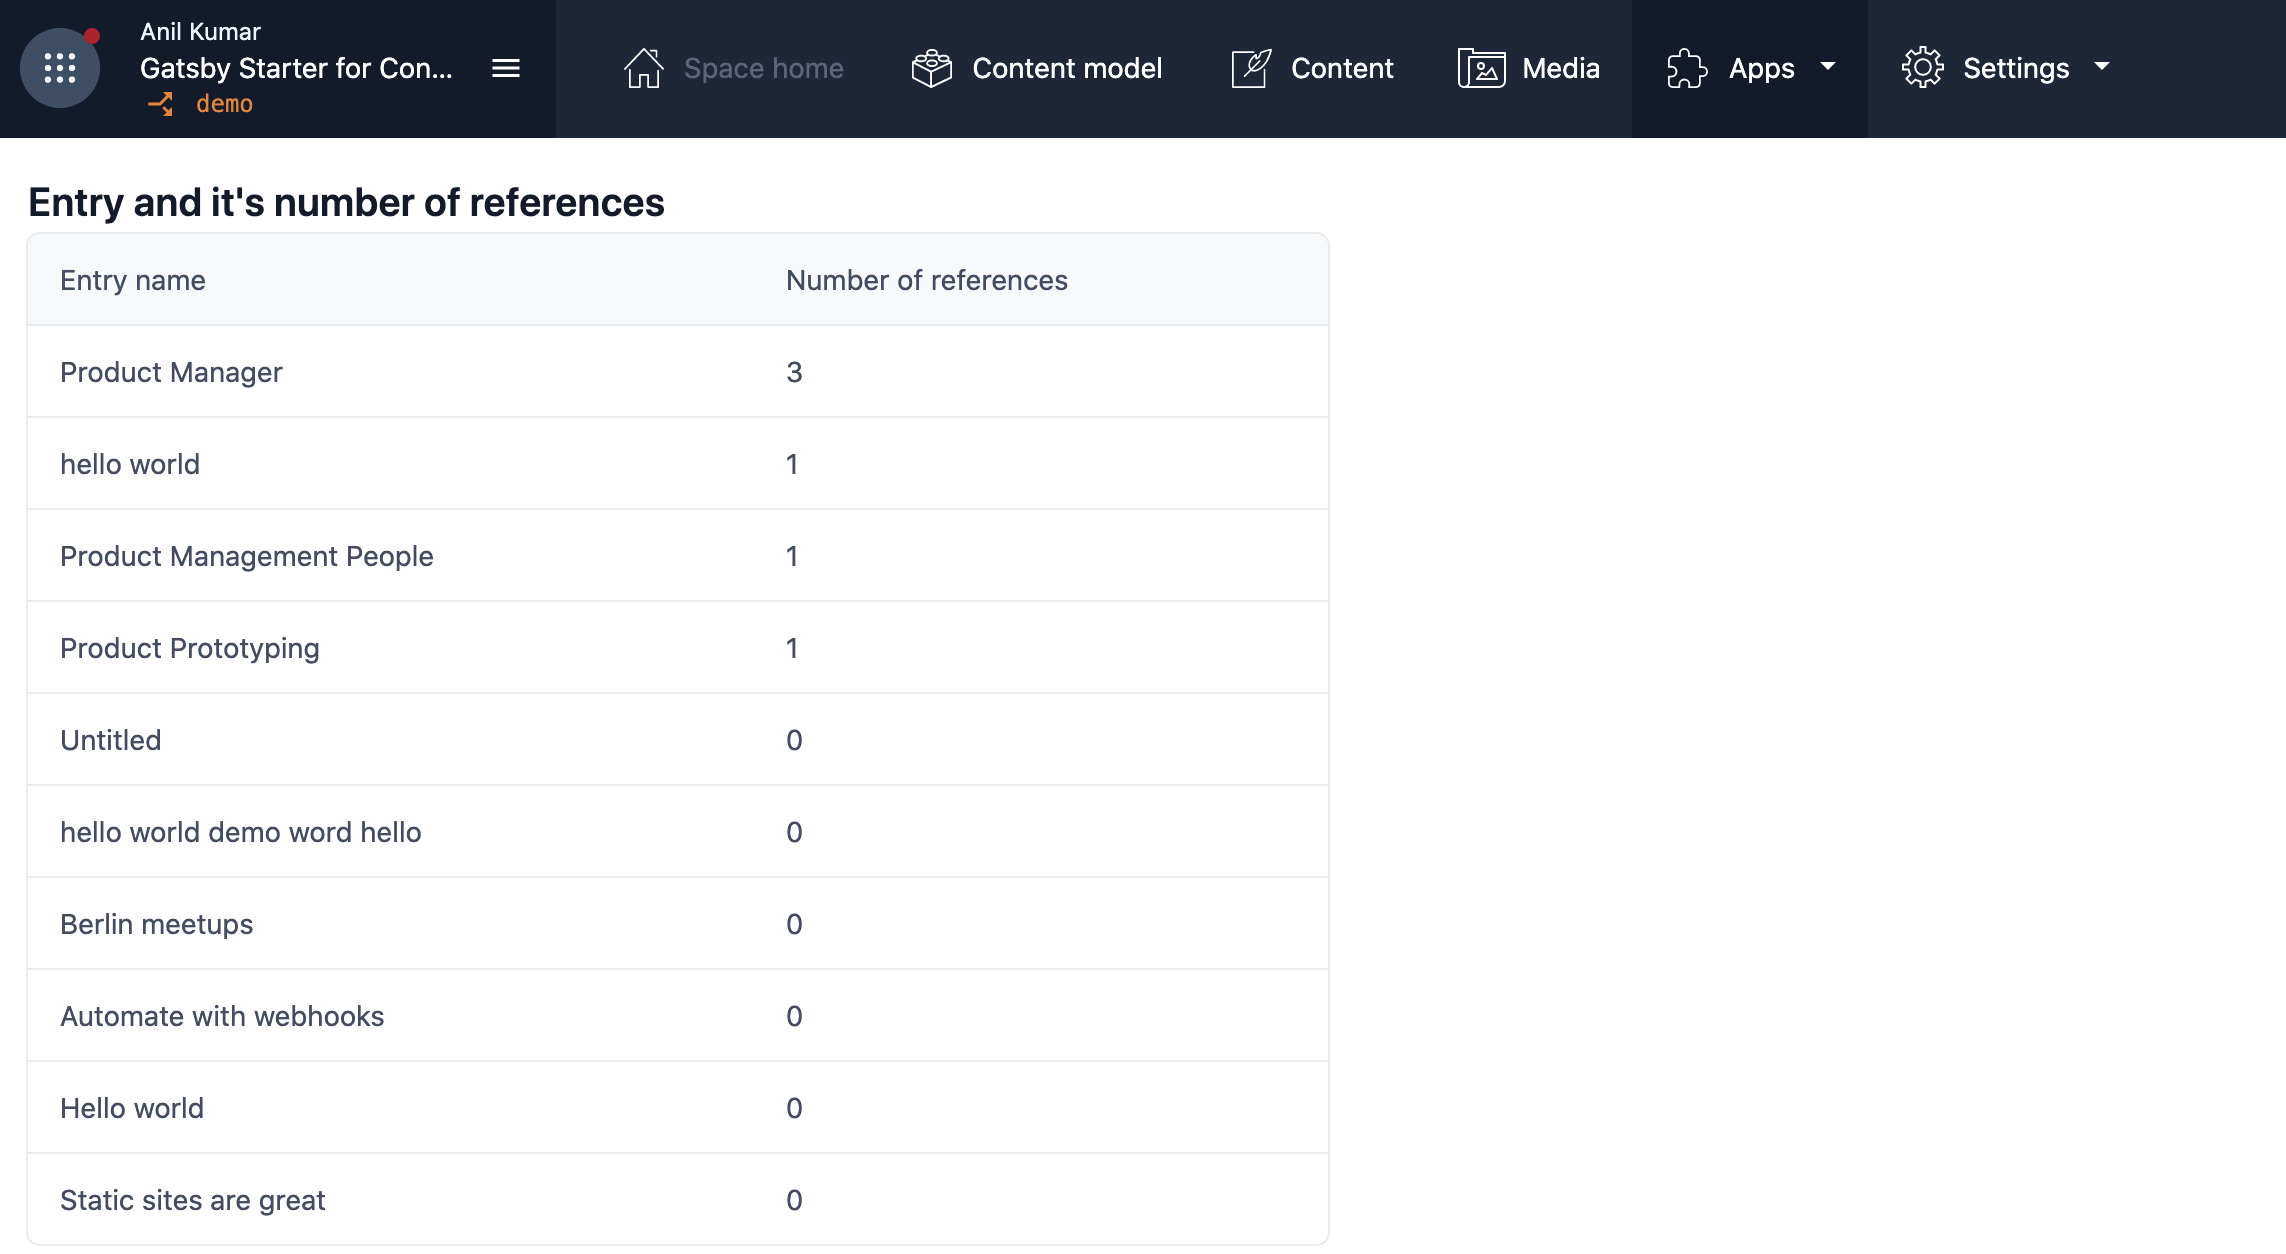 Anil Kumar
Gatsby Starter for Con...
demo
Space home
Content model
Content
Media
Apps
Settings
Entry and it's number of references
Entry name Number of references
Product Manager 3
hello world 1
Product Management People 1
Product Prototyping 1
Untitled 0
hello world demo word hello 0
Berlin meetups 0
Automate with webhooks 0
Hello world 0
Static sites are great 0